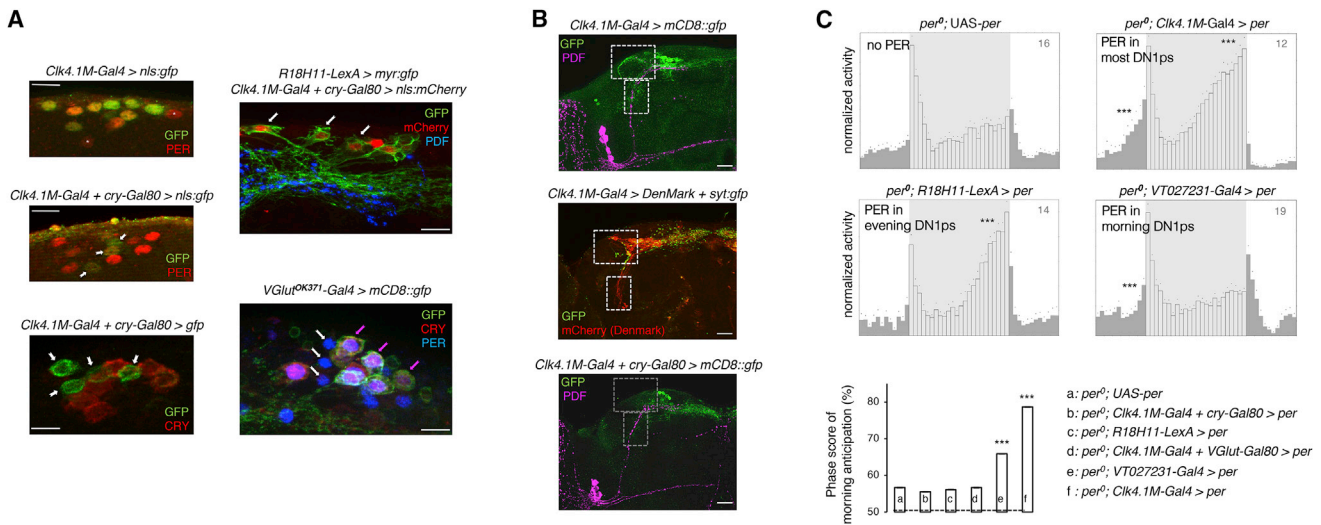 A
Clk4.1M-Gal4 > nls:gfp
GFP
PER
Clk4.1M-Gal4 + cry-Gal80 > nls:gfp
GFP
PER
Clk4.1M-Gal4 + cry-Gal80 > gfp
GFP
CRY
R18H11-LexA > myr:gfp
Clk4.1M-Gal4 + cry-Gal80 > nls:mCherry
GFP
mCherry
PDF
VGlutOK371-Gal4 > mCD8::gfp
GFP
CRY
PER
B
Clk4.1M-Gal4 > mCD8::gfp
GFP
PDF
Clk4.1M-Gal4 > DenMark + syt:gfp
GFP
mCherry (Denmark)
Clk4.1M-Gal4 + cry-Gal80 > mCD8::gfp
GFP
PDF
C
per0; UAS-per
no PER
16
normalized activity
per0; Clk4.1M-Gal4 > per
PER in
most DN1ps
***
***
12
per0; R18H11-LexA > per
PER in
evening DN1ps
***
14
normalized activity
per0; VT027231-Gal4 > per
PER in
morning DN1ps
***
19
Phase score of
morning anticipation (%)
80
70
60
50
a
b
c
d
e
f
***
***
a: per0; UAS-per
b: per0; Clk4.1M-Gal4 + cry-Gal80 > per
c: per0; R18H11-LexA > per
d: per0; Clk4.1M-Gal4 + VGlut-Gal80 > per
e: per0; VT027231-Gal4 > per
f : per0; Clk4.1M-Gal4 > per